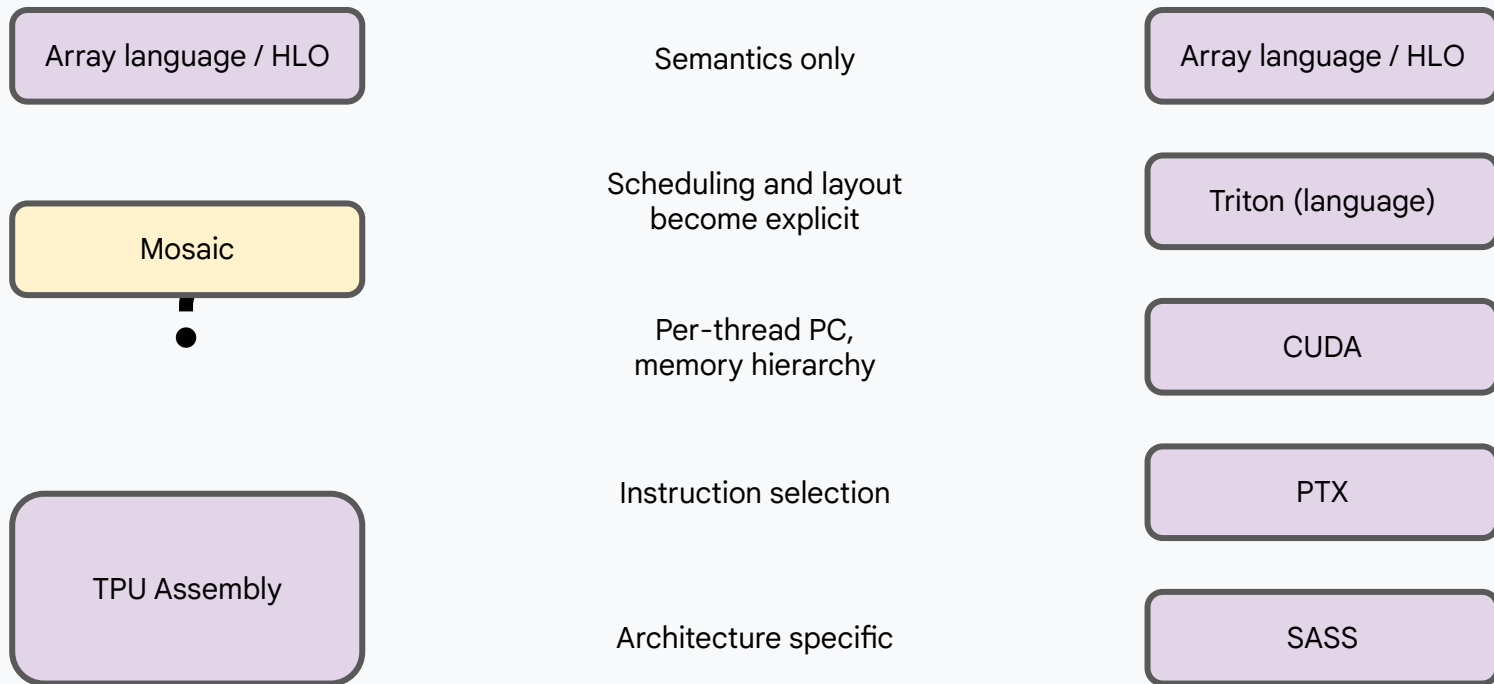 Array language / HLO
Semantics only
Array language / HLO
Scheduling and layout
become explicit
Triton (language)
Mosaic
Per-thread PC,
memory hierarchy
CUDA
Instruction selection
PTX
TPU Assembly
Architecture specific
SASS